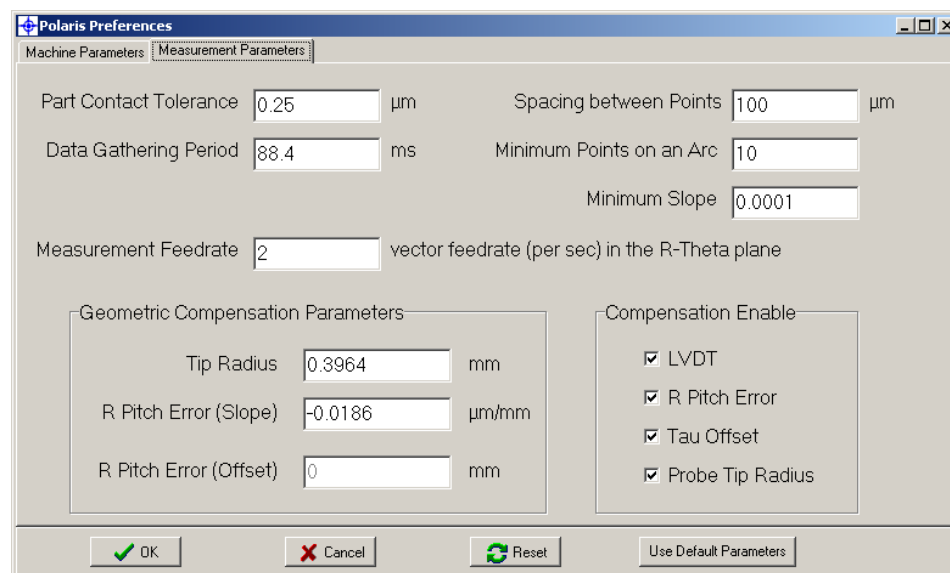 Polaris Preferences
Machine Parameters Measurement Parameters
Part Contact Tolerance 0.25 µm Spacing between Points 100 µm
Data Gathering Period 88.4 ms Minimum Points on an Arc 10
Minimum Slope 0.0001
Measurement Feedrate 2 vector feedrate (per sec) in the R-Theta plane
Geometric Compensation Parameters
Tip Radius 0.3964 mm
R Pitch Error (Slope) -0.0186 µm/mm
R Pitch Error (Offset) 0 mm
Compensation Enable
LVDT
R Pitch Error
Tau Offset
Probe Tip Radius
OK Cancel Reset Use Default Parameters